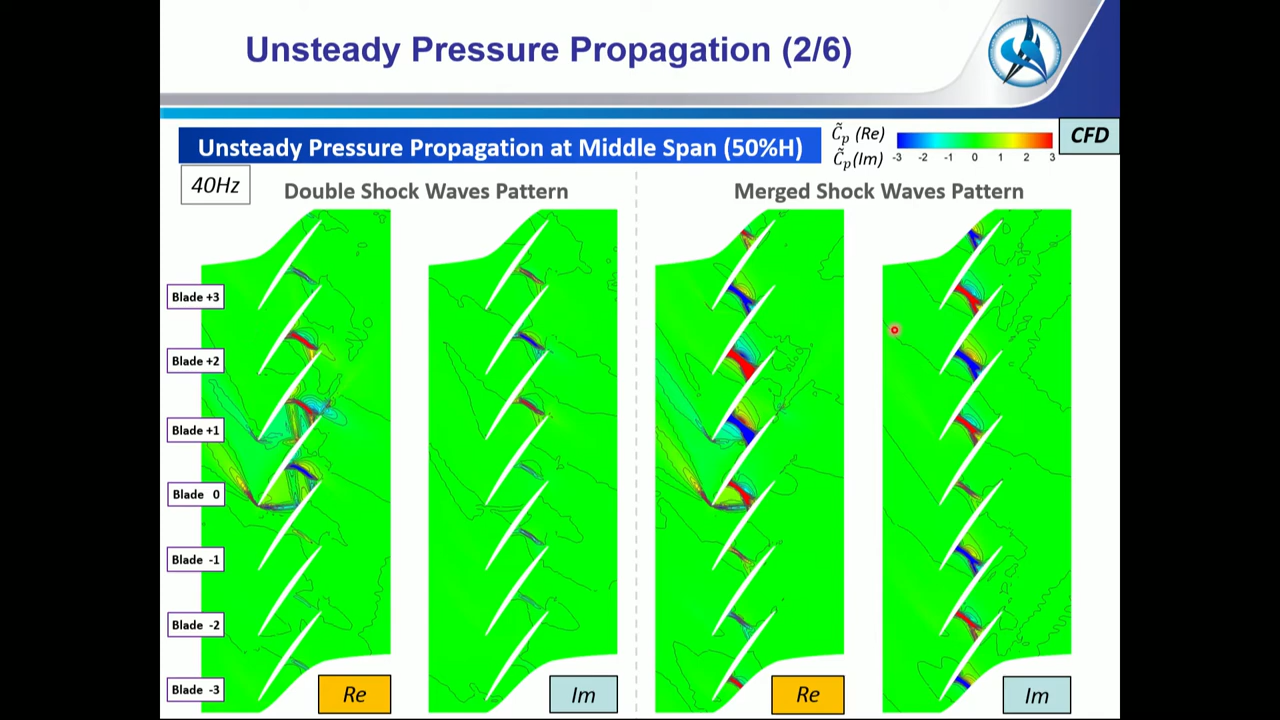 Unsteady Pressure Propagation (2/6)
Unsteady Pressure Propagation at Middle Span (50%H)
C̃p (Re)
C̃p(Im)
-3 -2 -1 0 1 2 3
CFD
40Hz
Double Shock Waves Pattern
Merged Shock Waves Pattern
Blade +3
Blade +2
Blade +1
Blade 0
Blade -1
Blade -2
Blade -3
Re
Im
Re
Im